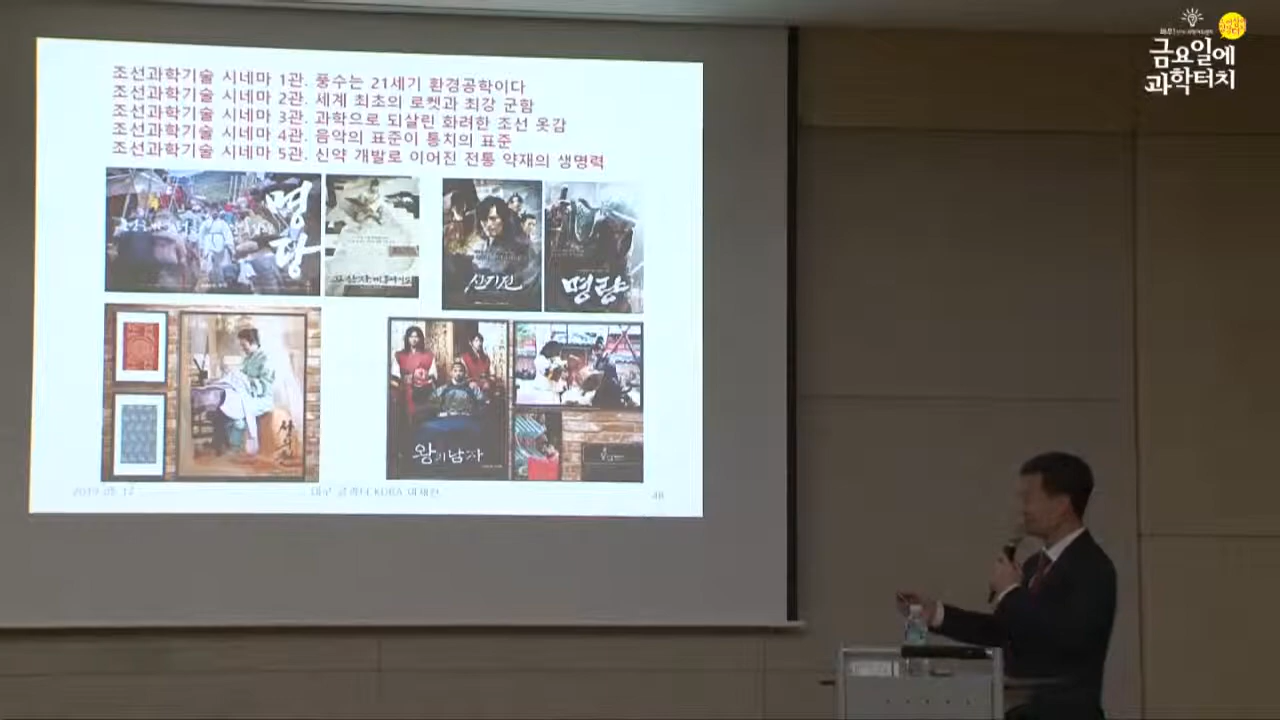 조선과학기술 시네마 1관. 풍수는 21세기 환경공학이다
조선과학기술 시네마 2관. 세계 최초의 로켓과 최강 군함
조선과학기술 시네마 3관. 과학으로 되살린 화려한 조선 옷감
조선과학기술 시네마 4관. 음악의 표준이 통치의 표준
조선과학기술 시네마 5관. 신약 개발로 이어진 전통 약재의 생명력
명당
신기전
명량
왕의 남자
48
금요일에
과학터치